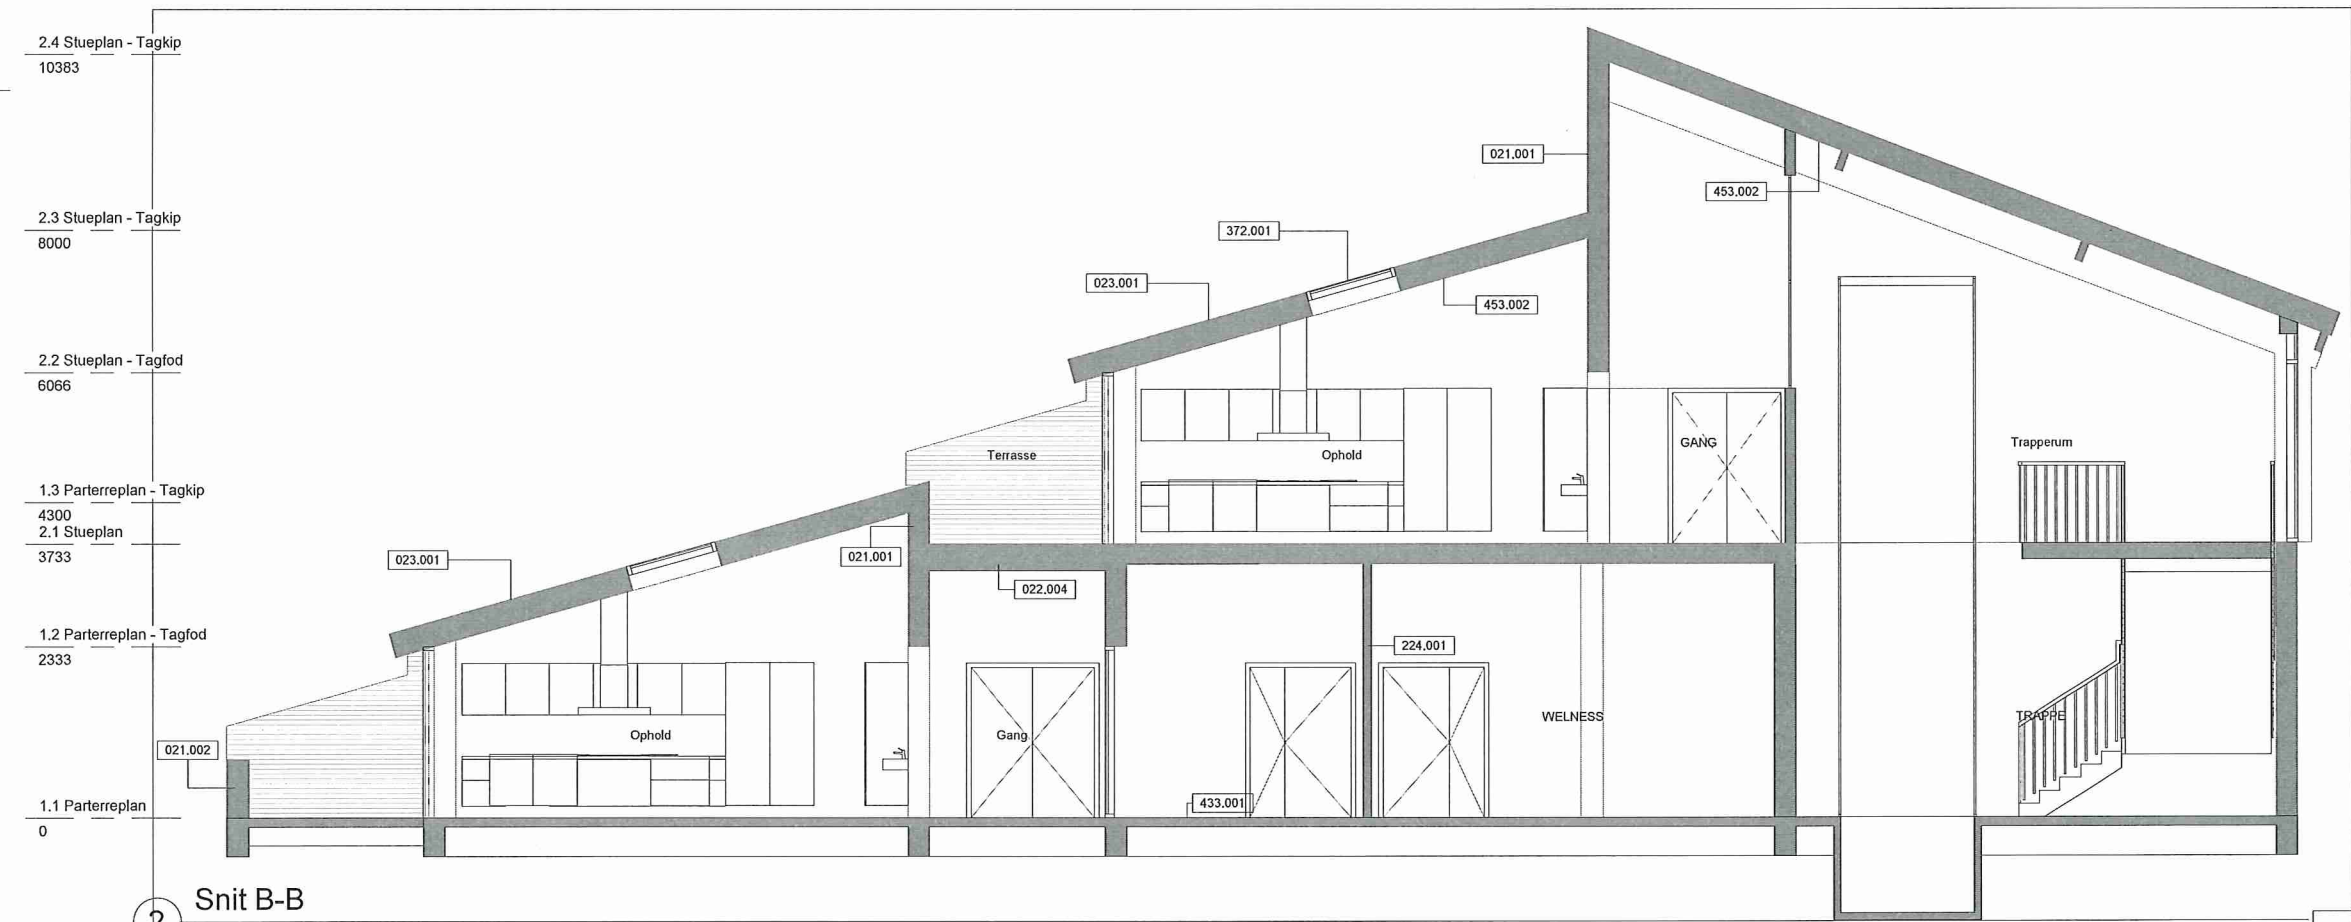 2.4 Stueplan - Tagkip
10383
021.001
453.002
2.3 Stueplan - Tagkip
8000
372.001
023.001
453.002
2.2 Stueplan - Tagfod
6066
Terrasse
Ophold
GANG
Trapperum
1.3 Parterreplan - Tagkip
4300
2.1 Stueplan
3733
023.001
021.001
022.004
1.2 Parterreplan - Tagfod
2333
224.001
021.002
Ophold
Gang
WELNESS
TRAPPE
1.1 Parterreplan
0
433.001
Snit B-B